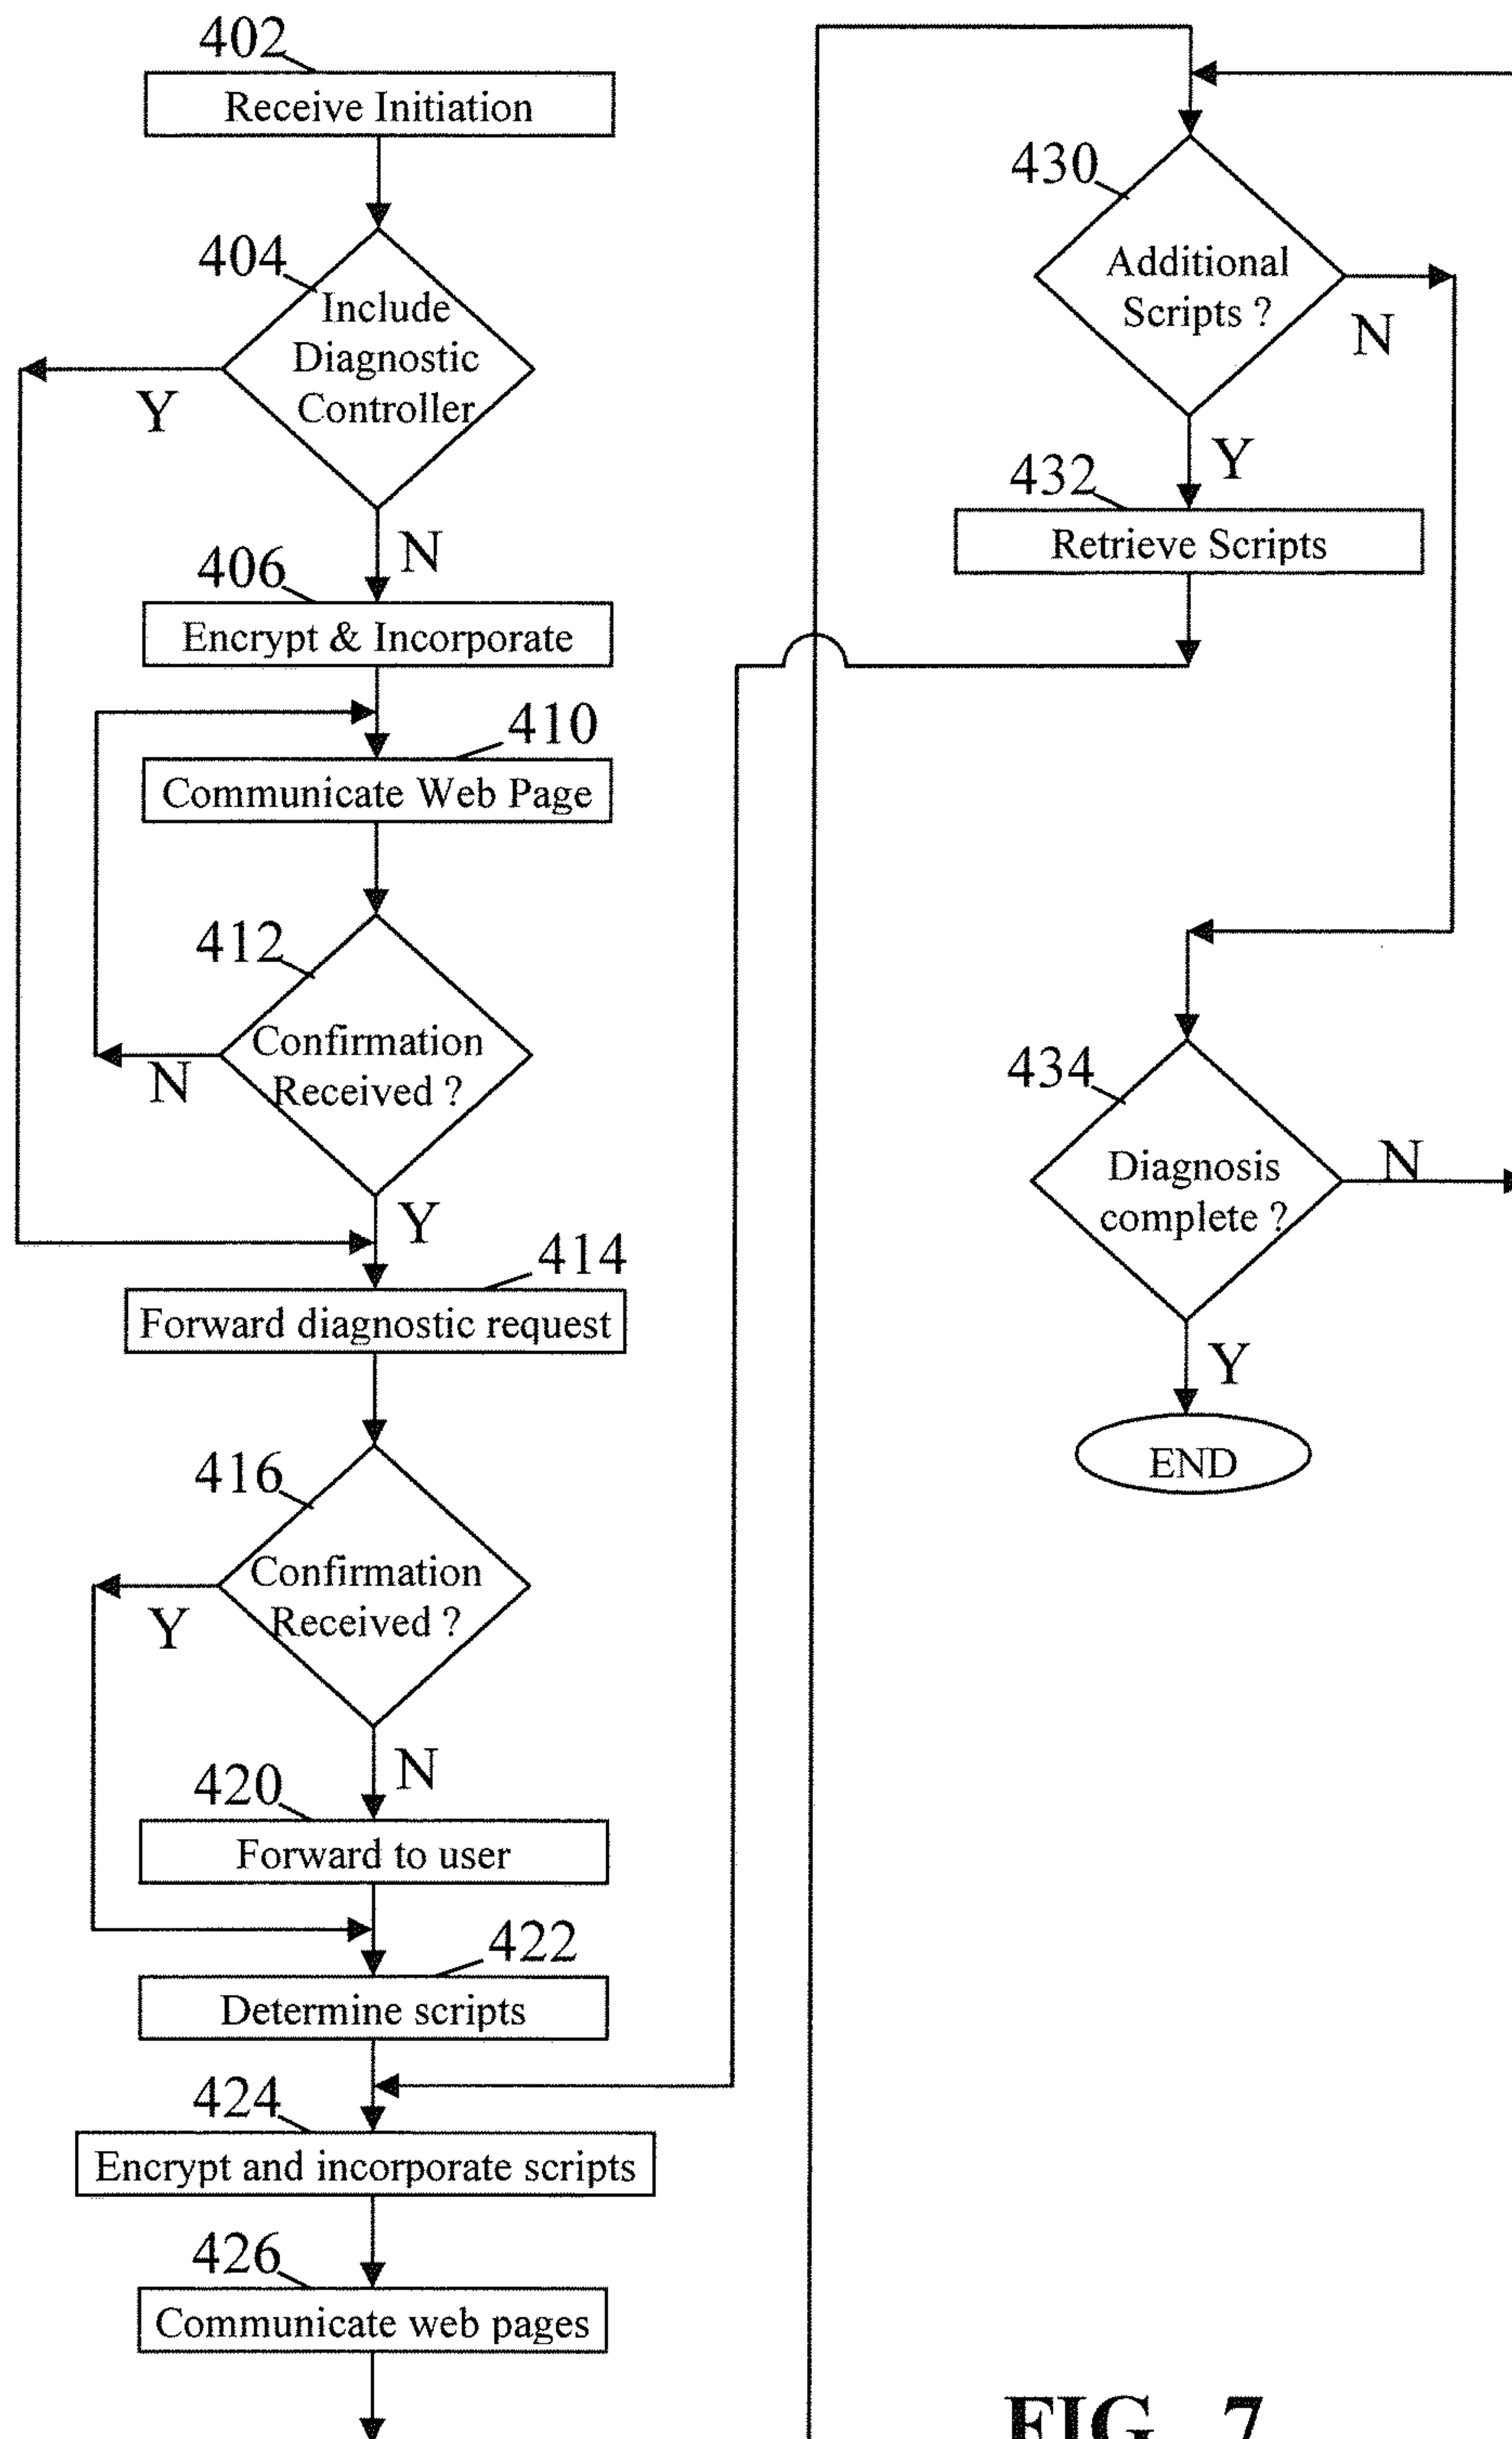 402
Receive Initiation
404
Include
Diagnostic
Controller
Y
N
406
Encrypt & Incorporate
410
Communicate Web Page
412
Confirmation
Received ?
N
Y
414
Forward diagnostic request
416
Confirmation
Received ?
Y
N
420
Forward to user
422
Determine scripts
424
Encrypt and incorporate scripts
426
Communicate web pages
430
Additional
Scripts ?
N
Y
432
Retrieve Scripts
434
Diagnosis
complete ?
N
Y
END
FIG. 7